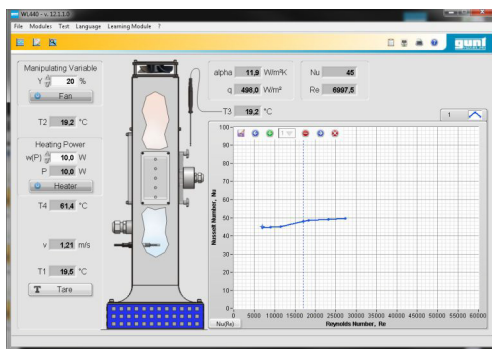 WL440 - v. 12.1.1.0
File Modules Text Language Learning Module ?
gunt
Manipulating Variable
Y 20 %
Fan
T2 19,2 °C
Heating Power
w(P) 10,0 W
P 10,0 W
Heater
T4 61,4 °C
v 1,21 m/s
T1 19,5 °C
T Tare
alpha 11,9 W/m²K
q 498,0 W/m²
Nu 45
Re 6997,5
T3 19,2 °C
1
1
Nusselt Number, Nu
100
90
80
70
60
50
40
30
20
10
0
0 5000 10000 15000 20000 25000 30000 35000 40000 45000 50000 55000 60000
Nu(Re)
Reynolds Number, Re